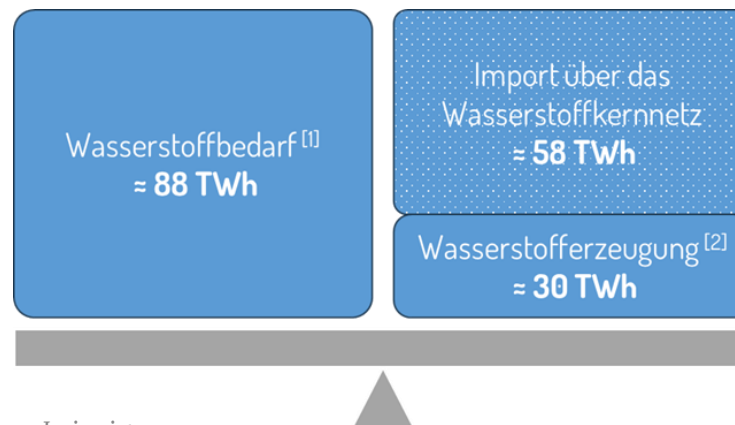 Wasserstoffbedarf [1]
≈ 88 TWh
Import über das
Wasserstoffkernnetz
≈ 58 TWh
Wasserstofferzeugung [2]
≈ 30 TWh